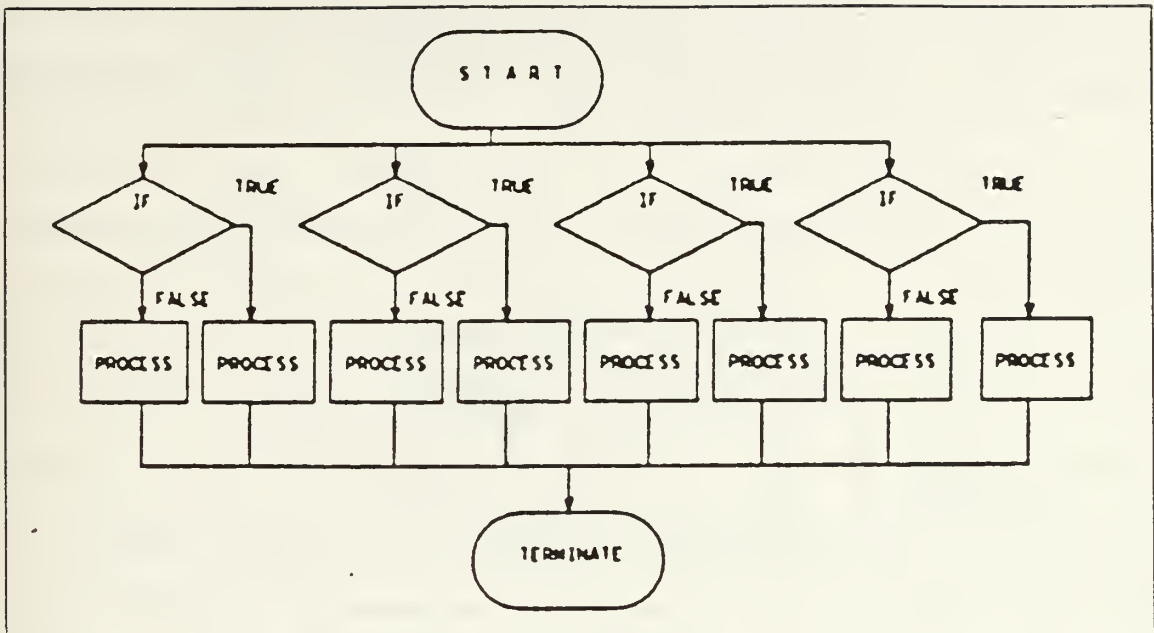 START
IF TRUE IF TRUE IF TRUE IF TRUE
FALSE FALSE FALSE FALSE
PROCESS PROCESS PROCESS PROCESS PROCESS PROCESS PROCESS PROCESS
TERMINATE